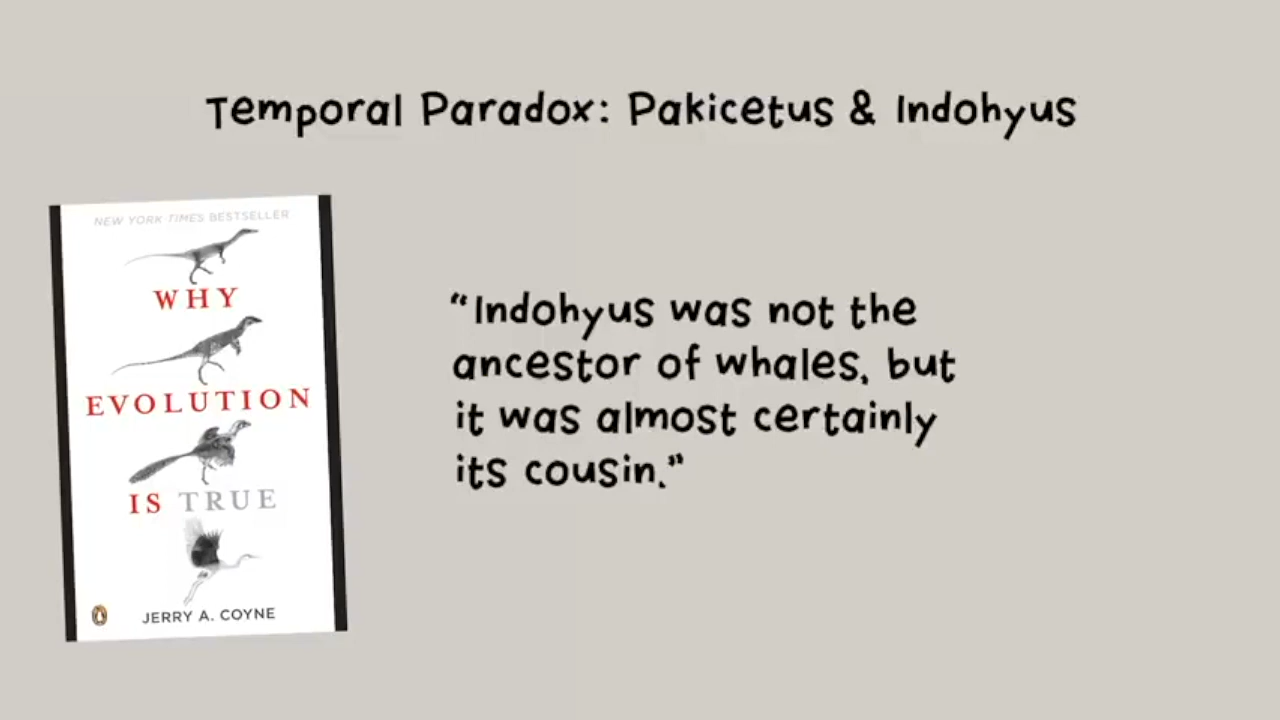 Temporal Paradox: Pakicetus & Indohyus
NEW YORK TIMES BESTSELLER
WHY
EVOLUTION
IS TRUE
JERRY A. COYNE
“Indohyus was not the
ancestor of whales, but
it was almost certainly
its cousin.”